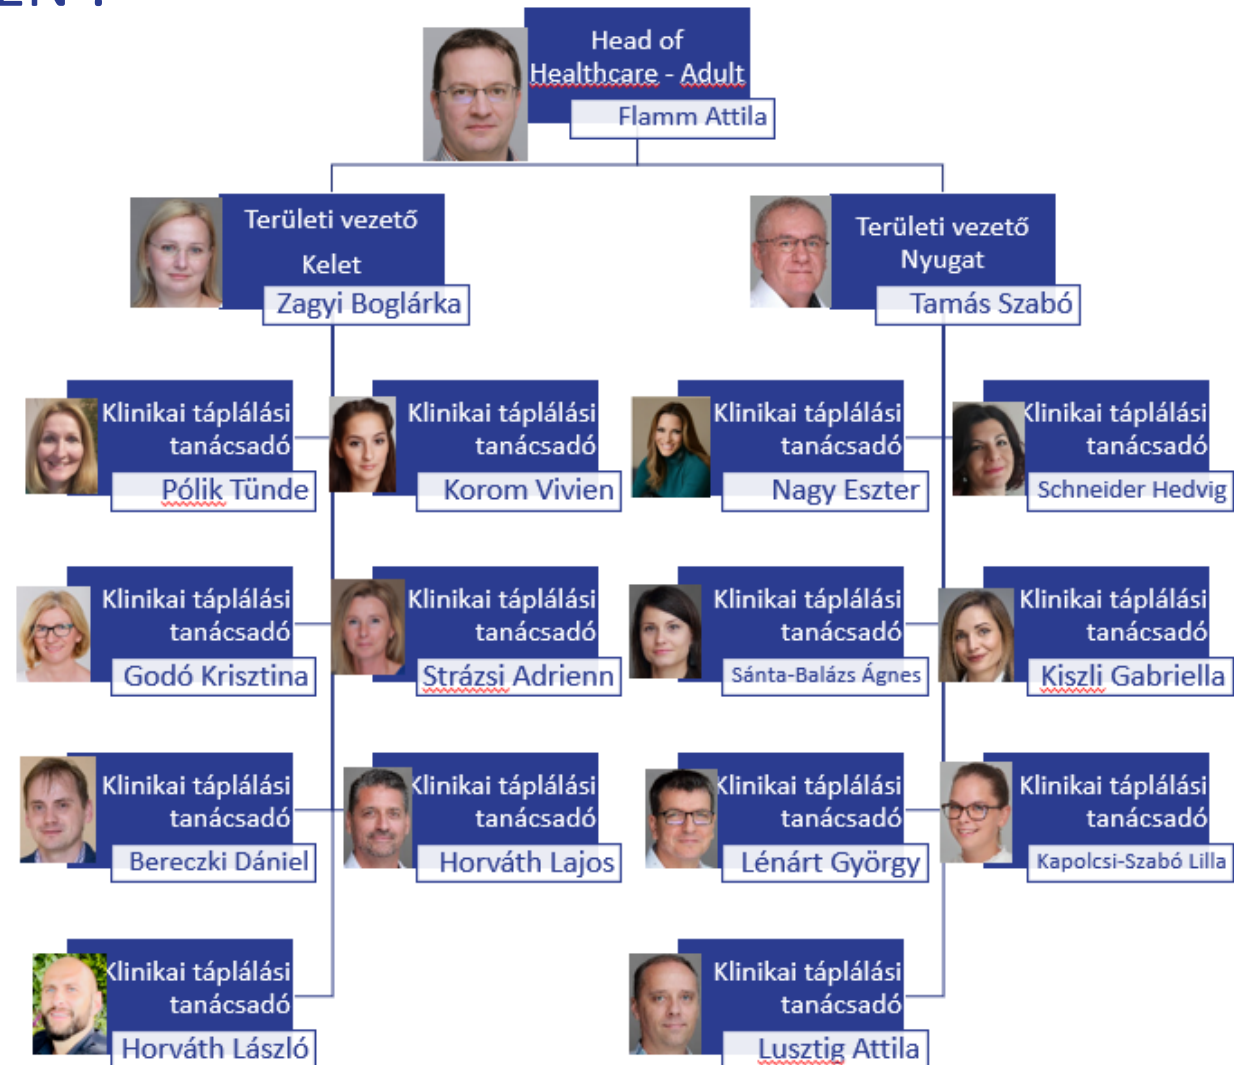 Head of
Healthcare - Adult
Flamm Attila
Területi vezető
Kelet
Zagyi Boglárka
Területi vezető
Nyugat
Tamás Szabó
Klinikai táplálási
tanácsadó
Pólik Tünde
Klinikai táplálási
tanácsadó
Korom Vivien
Klinikai táplálási
tanácsadó
Nagy Eszter
Klinikai táplálási
tanácsadó
Schneider Hedvig
Klinikai táplálási
tanácsadó
Godó Krisztina
Klinikai táplálási
tanácsadó
Strázsi Adrienn
Klinikai táplálási
tanácsadó
Sánta-Balázs Ágnes
Klinikai táplálási
tanácsadó
Kiszli Gabriella
Klinikai táplálási
tanácsadó
Bereczki Dániel
Klinikai táplálási
tanácsadó
Horváth Lajos
Klinikai táplálási
tanácsadó
Lénárt György
Klinikai táplálási
tanácsadó
Kapolcsi-Szabó Lilla
Klinikai táplálási
tanácsadó
Horváth László
Klinikai táplálási
tanácsadó
Lusztig Attila